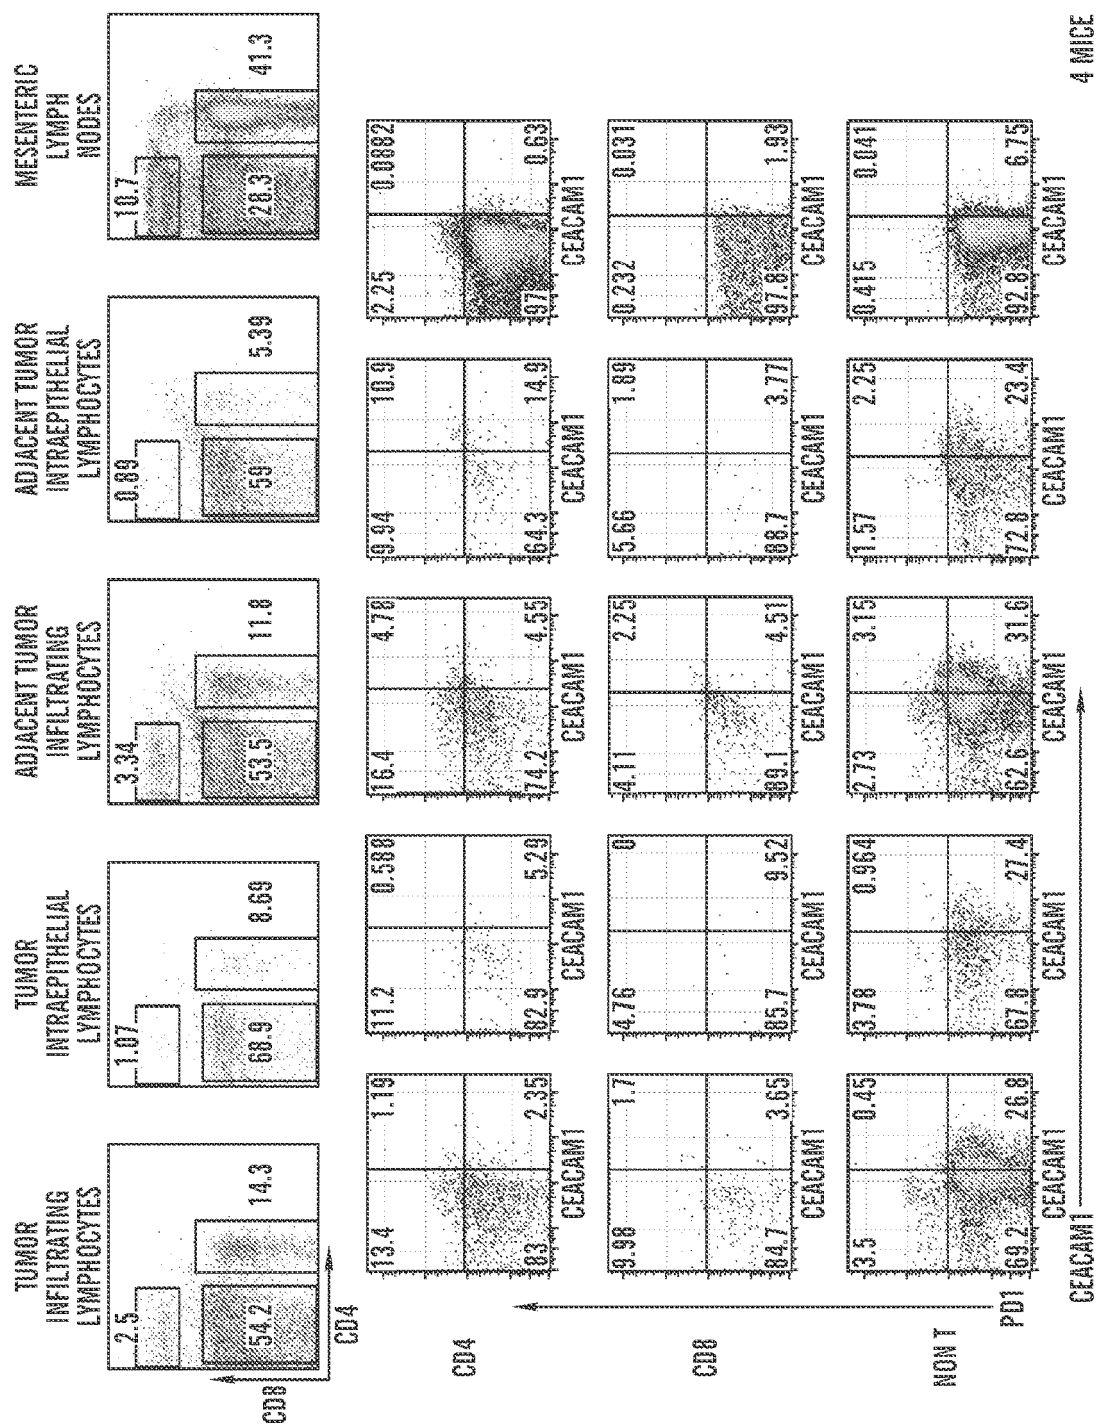 TUMOR
INFILTRATING
LYMPHOCYTES
TUMOR
INTRAEPITHELIAL
LYMPHOCYTES
ADJACENT TUMOR
INFILTRATING
LYMPHOCYTES
ADJACENT TUMOR
INTRAEPITHELIAL
LYMPHOCYTES
MESENTERIC
LYMPH
NODES
CD8
2.5
54.2
14.3
CD4
1.07
68.9
8.69
3.34
53.5
11.8
0.89
59
5.39
10.7
28.3
41.3
CD4
13.4
1.19
83
2.35
CEACAM1
11.2
0.588
82.9
5.29
CEACAM1
16.4
4.78
74.2
4.55
CEACAM1
9.94
10.9
64.3
14.9
CEACAM1
2.25
0.0882
97
0.63
CEACAM1
CD8
9.98
1.7
84.7
3.65
CEACAM1
4.76
0
85.7
9.52
CEACAM1
4.11
2.25
89.1
4.51
CEACAM1
5.66
1.89
88.7
3.77
CEACAM1
0.232
0.031
97.8
1.93
CEACAM1
NON T
3.5
0.45
69.2
26.8
CEACAM1
3.78
0.964
67.8
27.4
CEACAM1
2.73
3.15
62.6
31.6
CEACAM1
1.57
2.25
72.8
23.4
CEACAM1
0.415
0.041
92.8
6.75
CEACAM1
PD1
CEACAM1
4 MICE